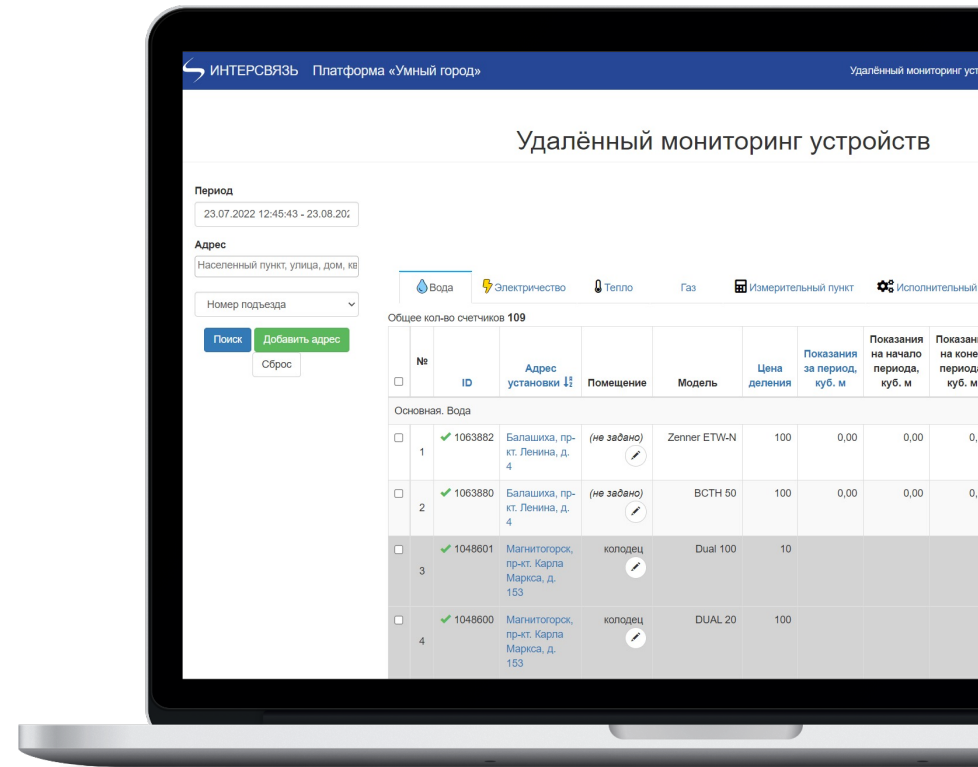 ИНТЕРСВЯЗЬ Платформа «Умный город»
Удалённый мониторинг уст
Удалённый мониторинг устройств
Период
23.07.2022 12:45:43 - 23.08.202
Адрес
Населенный пункт, улица, дом, кв
Номер подъезда
Поиск Добавить адрес
Сброс
Вода Электричество Тепло Газ Измерительный пункт Исполнительный
Общее кол-во счетчиков 109
№ ID Адрес установки Помещение Модель Цена деления Показания за период, куб. м Показания на начало периода, куб. м Показани на коне периода куб. м
Основная. Вода
1 1063882 Балашиха, пр-кт. Ленина, д. 4 (не задано) Zenner ETW-N 100 0,00 0,00 0,
2 1063880 Балашиха, пр-кт. Ленина, д. 4 (не задано) ВСТН 50 100 0,00 0,00 0,
3 1048601 Магнитогорск, пр-кт. Карла Маркса, д. 153 колодец Dual 100 10
4 1048600 Магнитогорск, пр-кт. Карла Маркса, д. 153 колодец DUAL 20 100